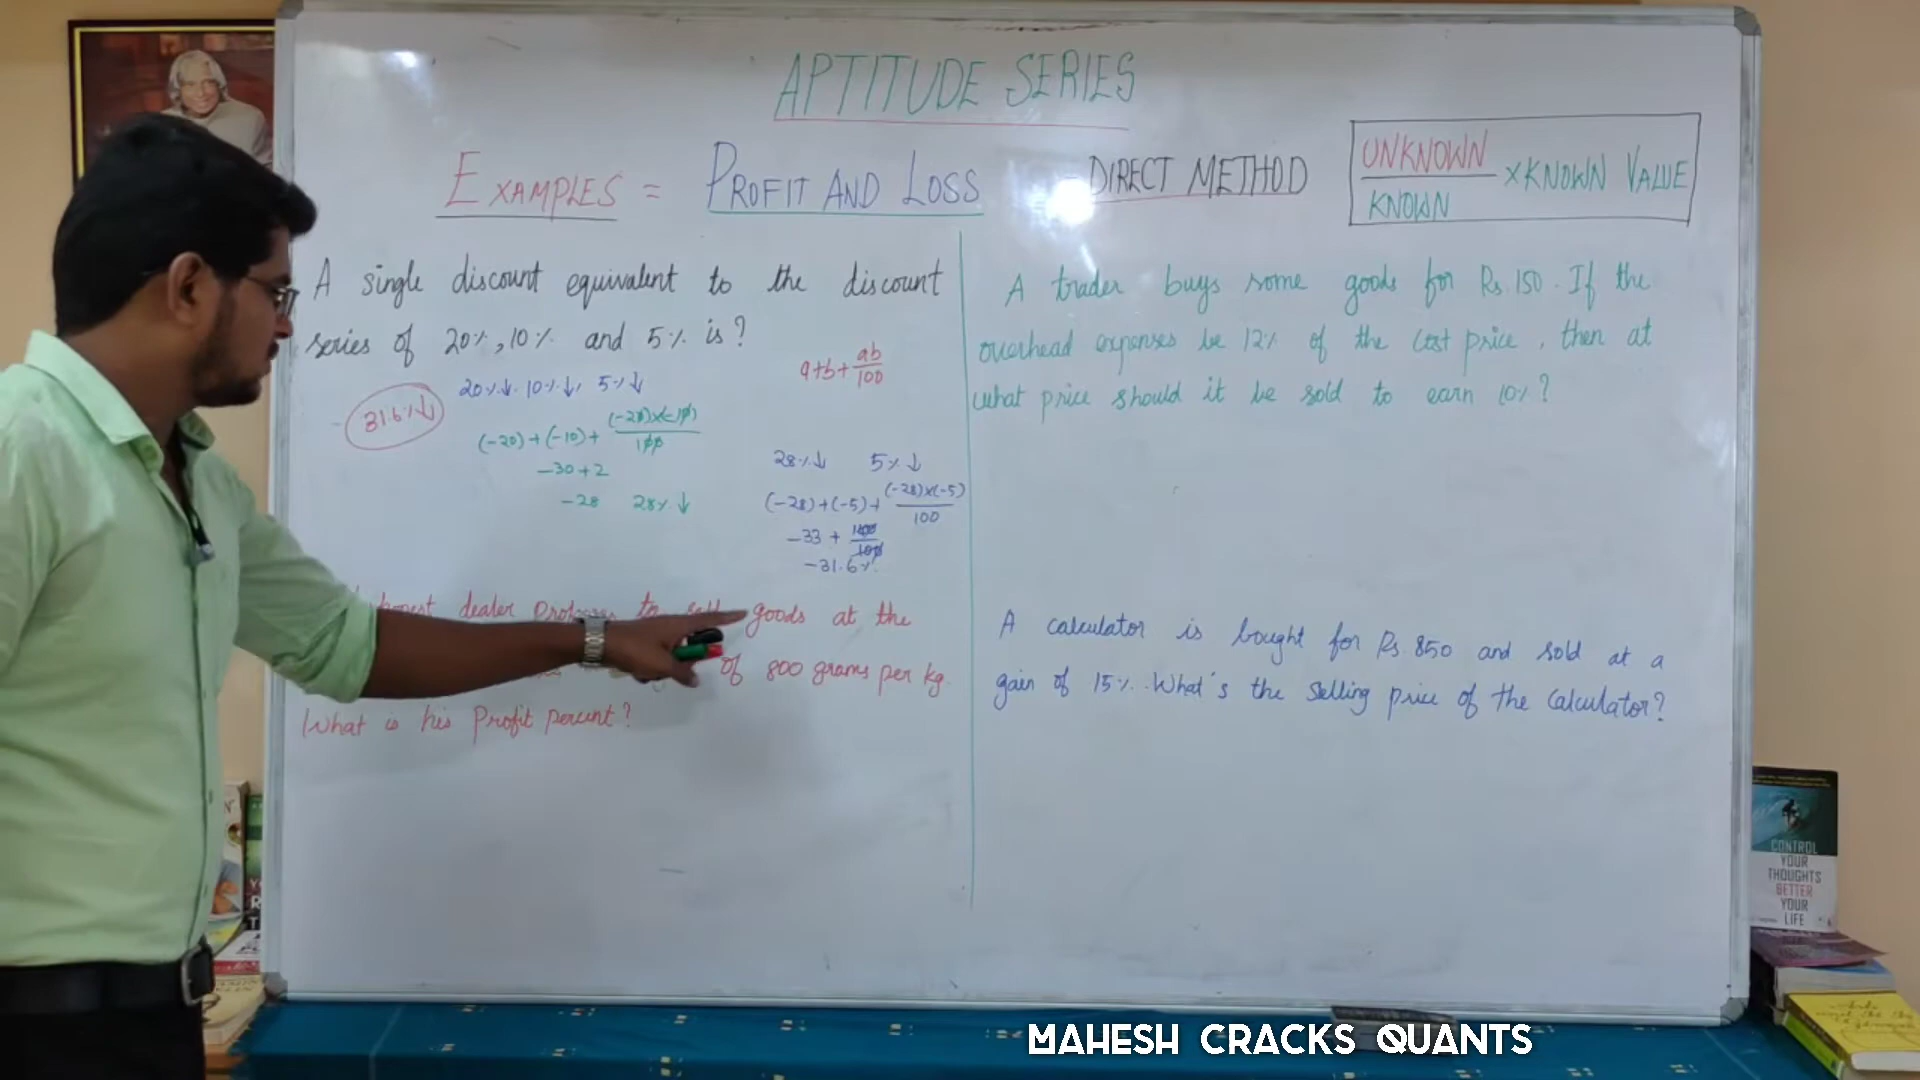 APTITUDE SERIES
EXAMPLES = PROFIT AND LOSS
DIRECT METHOD
UNKNOWN
KNOWN
x KNOWN VALUE
A single discount equivalent to the discount
series of 20%, 10% and 5% is?
a+b+ab/100
20%↓ 10%↓, 5%↓
31.6%↓
(-20)+(-10)+(-20)x(-10)/100
-30+2
-28 28%↓
28%↓ 5%↓
(-28)+(-5)+(-28)x(-5)/100
-33 + 140/100
-31.6%
dealer to goods at the
of 800 grams per kg.
What is his Profit percent?
A trader buys some goods for Rs.150. If the
overhead expenses be 12% of the cost price, then at
what price should it be sold to earn 10%?
A calculator is bought for Rs.850 and sold at a
gain of 15%. What's the selling price of the calculator?
CONTROL
YOUR
THOUGHTS
BETTER
YOUR
LIFE
MAHESH CRACKS QUANTS